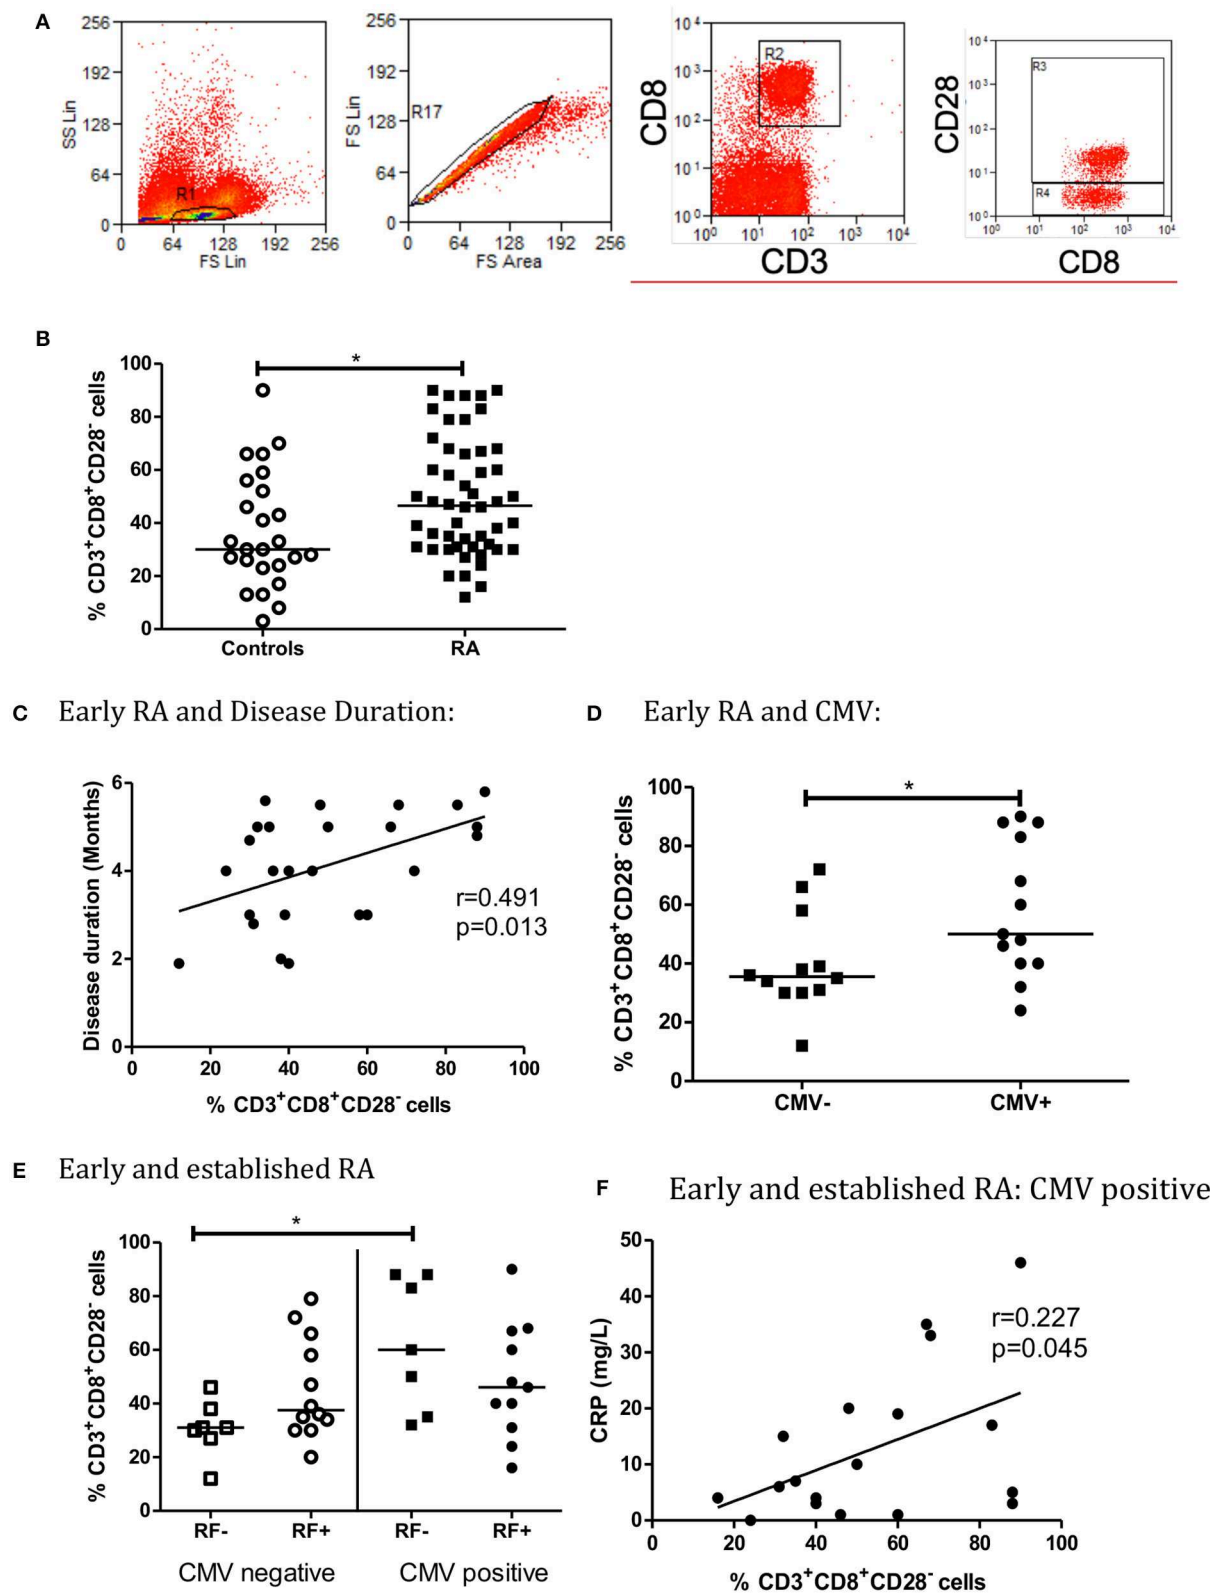 A
256
192
128
64
0
SS Lin
R1
0 64 128 192 256
FS Lin
256
192
128
64
0
FS Lin
R17
0 64 128 192 256
FS Area
10⁴
10³
10²
10¹
10⁰
CD8
R2
10⁰ 10¹ 10² 10³ 10⁴
CD3
10⁴
10³
10²
10¹
10⁰
CD28
R3
R4
10⁰ 10¹ 10² 10³ 10⁴
CD8
B
100
80
60
40
20
0
% CD3⁺CD8⁺CD28⁻ cells
*
Controls RA
C Early RA and Disease Duration:
6
4
2
0
Disease duration (Months)
r=0.491
p=0.013
0 20 40 60 80 100
% CD3⁺CD8⁺CD28⁻ cells
D Early RA and CMV:
100
80
60
40
20
0
% CD3⁺CD8⁺CD28⁻ cells
*
CMV- CMV+
E Early and established RA
100
80
60
40
20
0
% CD3⁺CD8⁺CD28⁻ cells
*
RF- RF+ RF- RF+
CMV negative CMV positive
F Early and established RA: CMV positive
50
40
30
20
10
0
CRP (mg/L)
r=0.227
p=0.045
0 20 40 60 80 100
% CD3⁺CD8⁺CD28⁻ cells